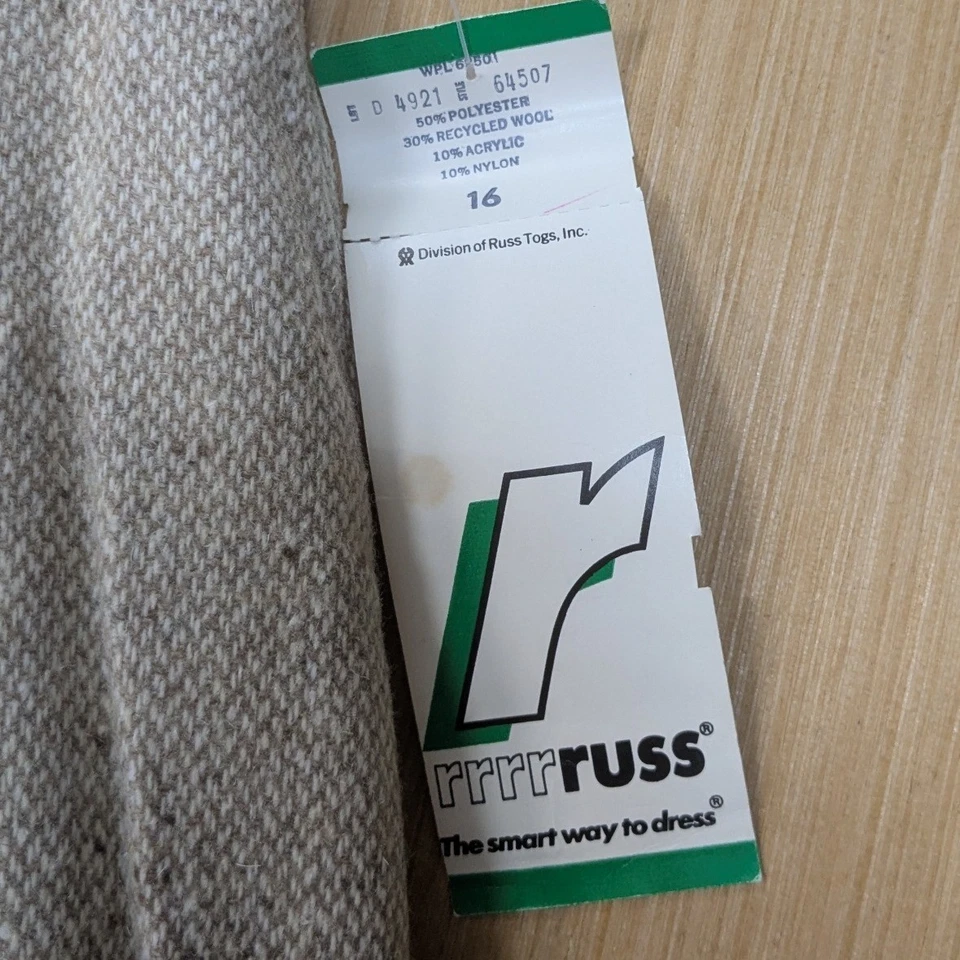 WPL 6
D 4921 STYLE 64507
50% POLYESTER
30% RECYCLED WOOL
10% ACRYLIC
10% NYLON
16
Division of Russ Togs, Inc.
r
rrrrruss®
The smart way to dress®